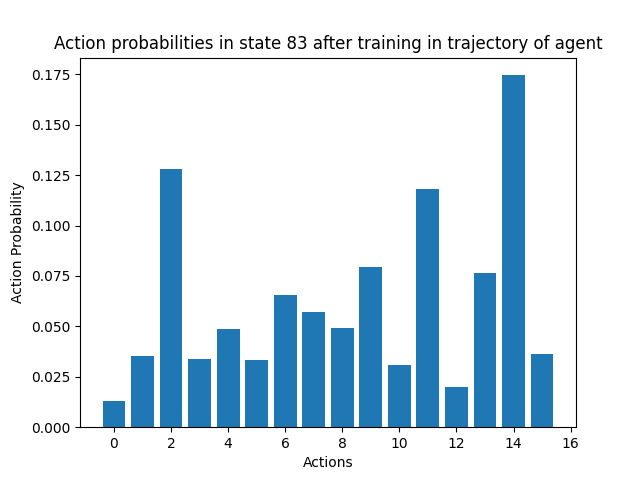 Action probabilities in state 83 after training in trajectory of agent
0.175
0.150
0.125
0.100
0.075
0.050
0.025
0.000
Action Probability
0 2 4 6 8 10 12 14 16
Actions